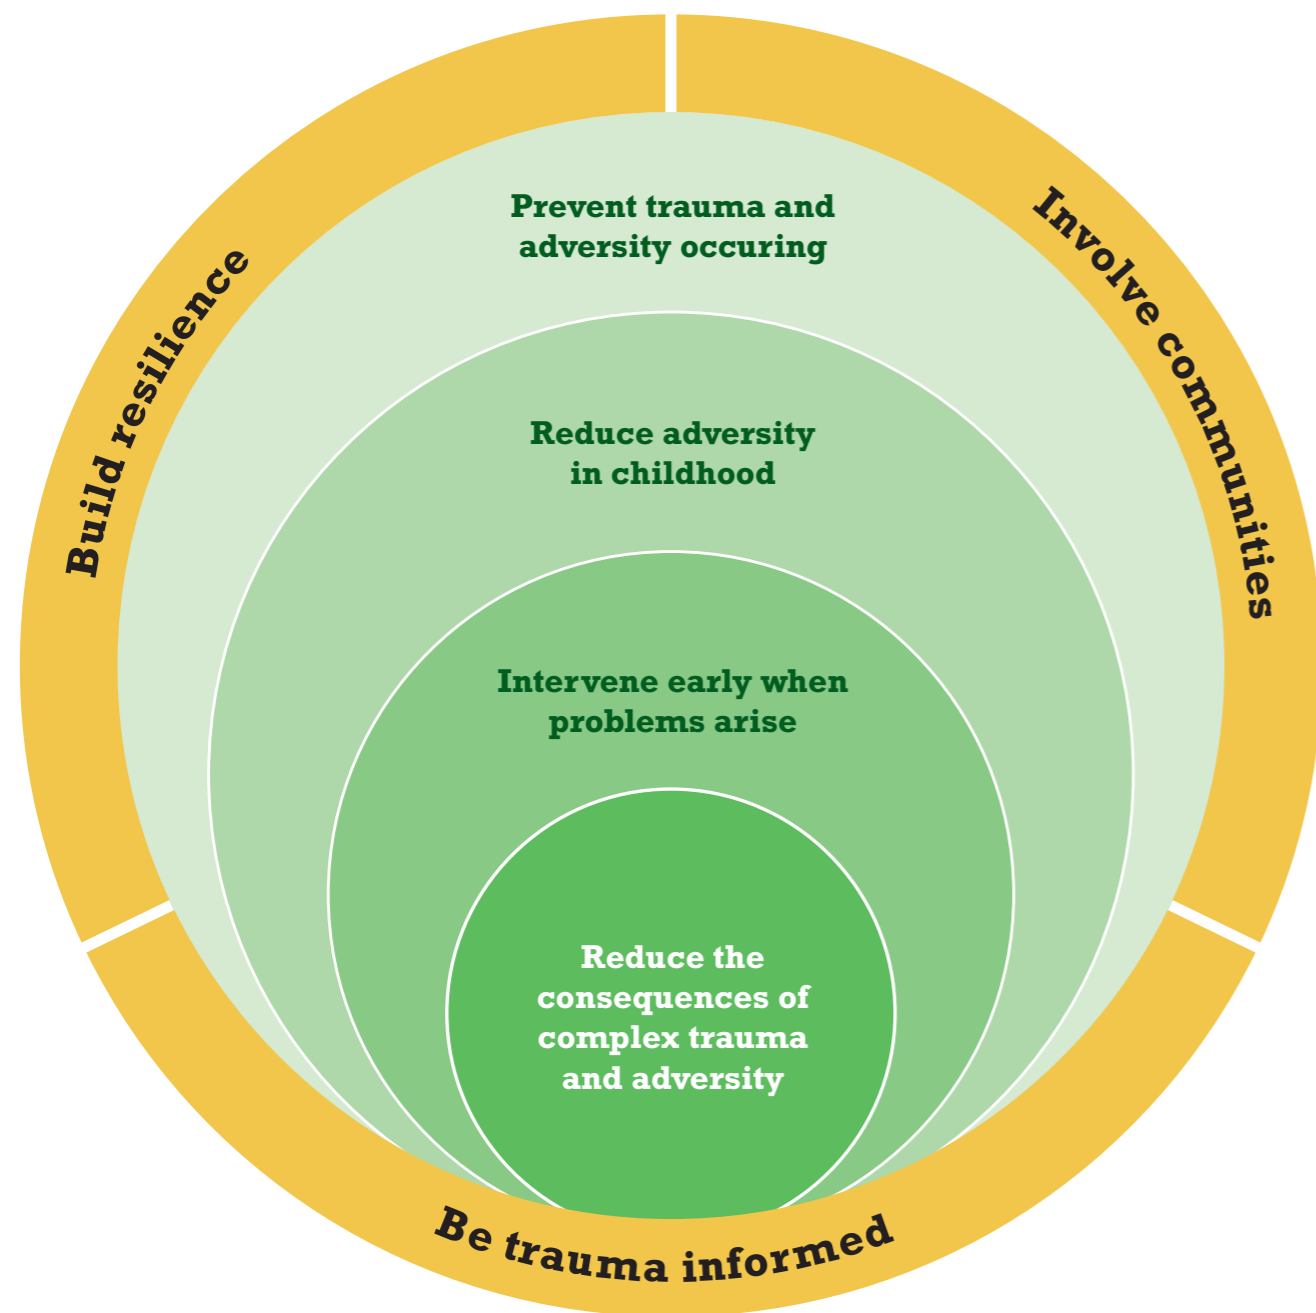 Build resilience
Involve communities
Prevent trauma and
adversity occuring
Reduce adversity
in childhood
Intervene early when
problems arise
Reduce the
consequences of
complex trauma
and adversity
Be trauma informed